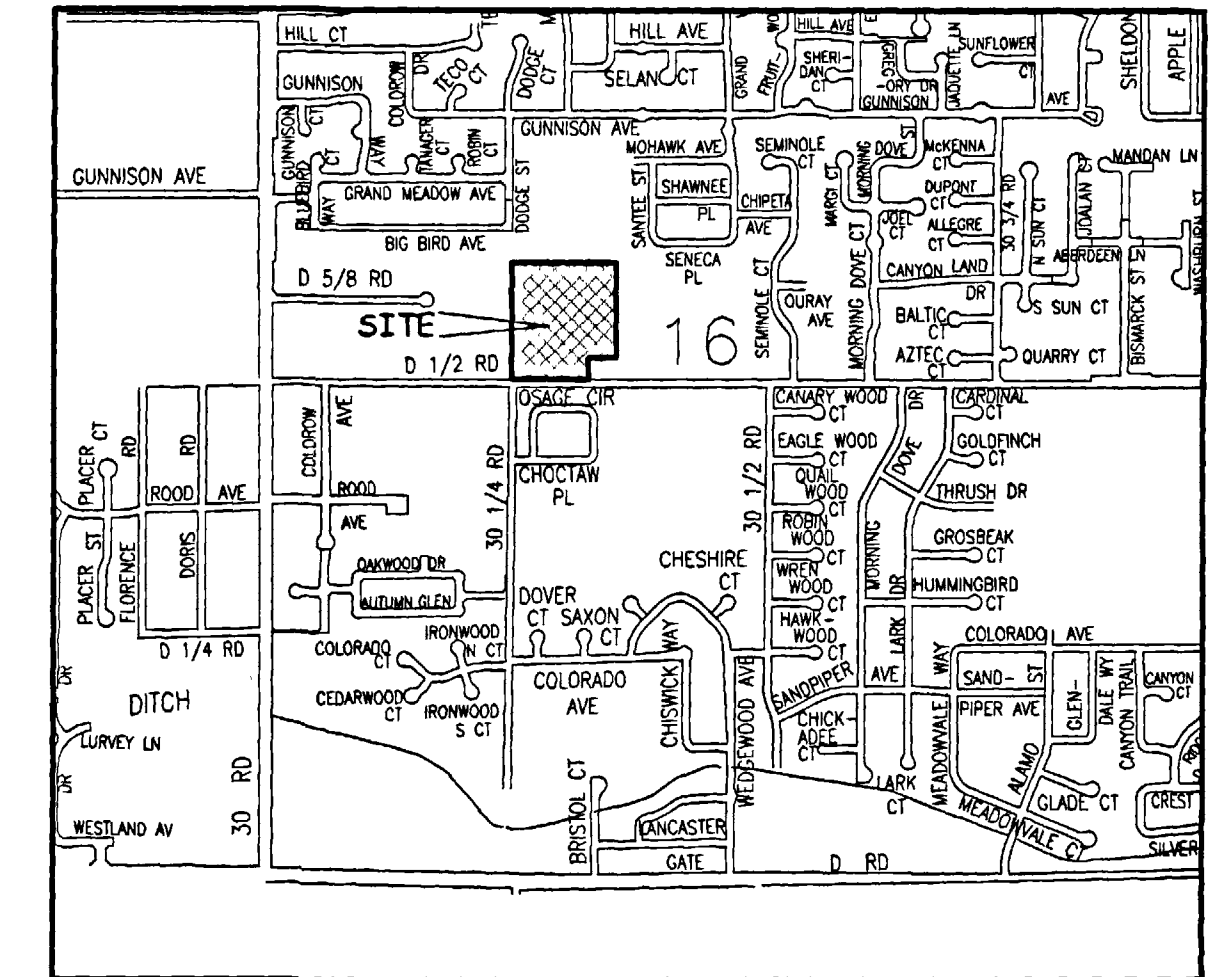 HILL CT
HILL AVE
HILL AVE
SUNFLOWER
CT
SHELDON
APPLE
GUNNISON
COLOROW
DR
TECO
CT
DODGE
CT
SELAN CT
GRAND
FRUIT-
SHERI-
DAN
CT
GREG
-ORY DR
GUNNISON
JAQUETTE LN
AVE
GUNNISON
CT
WAY
TANAGER
CT
ROBIN
CT
GUNNISON AVE
MOHAWK AVE
SEMINOLE
CT
MORNING
DOVE
ST
McKENNA
CT
MANDAN LN
GUNNISON AVE
BLUEBIRD
CT
WAY
GRAND MEADOW AVE
DODGE ST
SANTEE ST
SHAWNEE
PL
CHIPETA
AVE
MARGI CT
DUPONT
CT
JOEL
CT
ALLEGRE
CT
30 3/4 RD
N SUN CT
JODALAN CT
WASHBURN ST
BIG BIRD AVE
SENECA
PL
SEMINOLE CT
MORNING DOVE CT
CANYON LAND
DR
ABERDEEN LN
BISMARCK ST
D 5/8 RD
SITE
16
OURAY
AVE
BALTIC
CT
S SUN CT
AZTEC
CT
QUARRY CT
D 1/2 RD
OSAGE CIR
CHOCTAW
PL
COLOROW
AVE
30 1/4 RD
30 1/2 RD
CANARY WOOD
CT
DR
DOVE
MORNING
CARDINAL
CT
EAGLE WOOD
CT
GOLDFINCH
CT
PLACER CT
RD
RD
QUAIL
WOOD
CT
THRUSH DR
ROOD AVE
ROOD
AVE
ROBIN
WOOD
CT
GROSBEAK
CT
PLACER ST
FLORENCE
DORIS
OAKWOOD DR
AUTUMN GLEN
CHESHIRE
CT
WREN
WOOD
CT
HUMMINGBIRD
CT
DOVER
CT
SAXON
CT
HAWK-
WOOD
CT
LARK
DR
D 1/4 RD
COLORADO
CT
IRONWOOD
N CT
CEDARWOOD
CT
IRONWOOD
S CT
COLORADO
AVE
CHISWICK WAY
WEDGEWOOD AVE
SANDPIPER
AVE
COLORADO AVE
MEADOWVALE WAY
SAND-
PIPER AVE
ST
ALAMO
GLEN-
DALE WY
CANYON TRAIL
CANYON
CT
DR
DITCH
LURVEY LN
DR
30 RD
CHICK-
ADEE
CT
LARK
CT
MEADOWVALE CT
GLADE CT
CREST
WESTLAND AV
BRISTOL CT
LANCASTER
GATE
D RD
SILVER